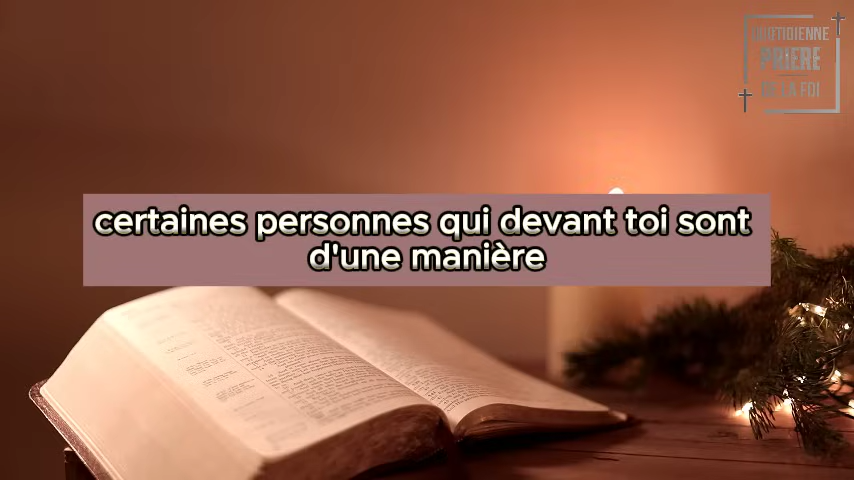 QUOTIDIENNE
PRIERE
DE LA FOI
certaines personnes qui devant toi sont
d'une manière